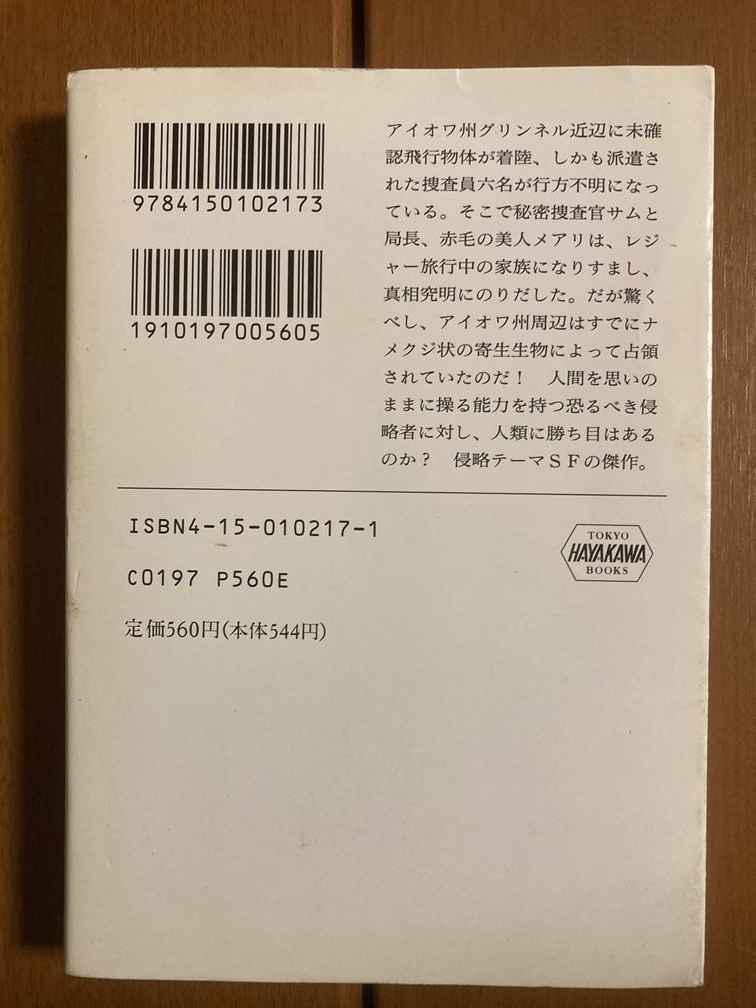 9784150102173
1910197005605
アイオワ州グリンネル近辺に未確
認飛行物体が着陸、しかも派遣さ
れた捜査員六名が行方不明になっ
ている。そこで秘密捜査官サムと
局長、赤毛の美人メアリは、レジ
ャー旅行中の家族になりすまし、
真相究明にのりだした。だが驚く
べし、アイオワ州周辺はすでにナ
メクジ状の寄生生物によって占領
されていたのだ！　人間を思いの
ままに操る能力を持つ恐るべき侵
略者に対し、人類に勝ち目はある
のか？　侵略テーマＳＦの傑作。
ISBN4-15-010217-1
C0197 P560E
定価560円(本体544円)
TOKYO
HAYAKAWA
BOOKS